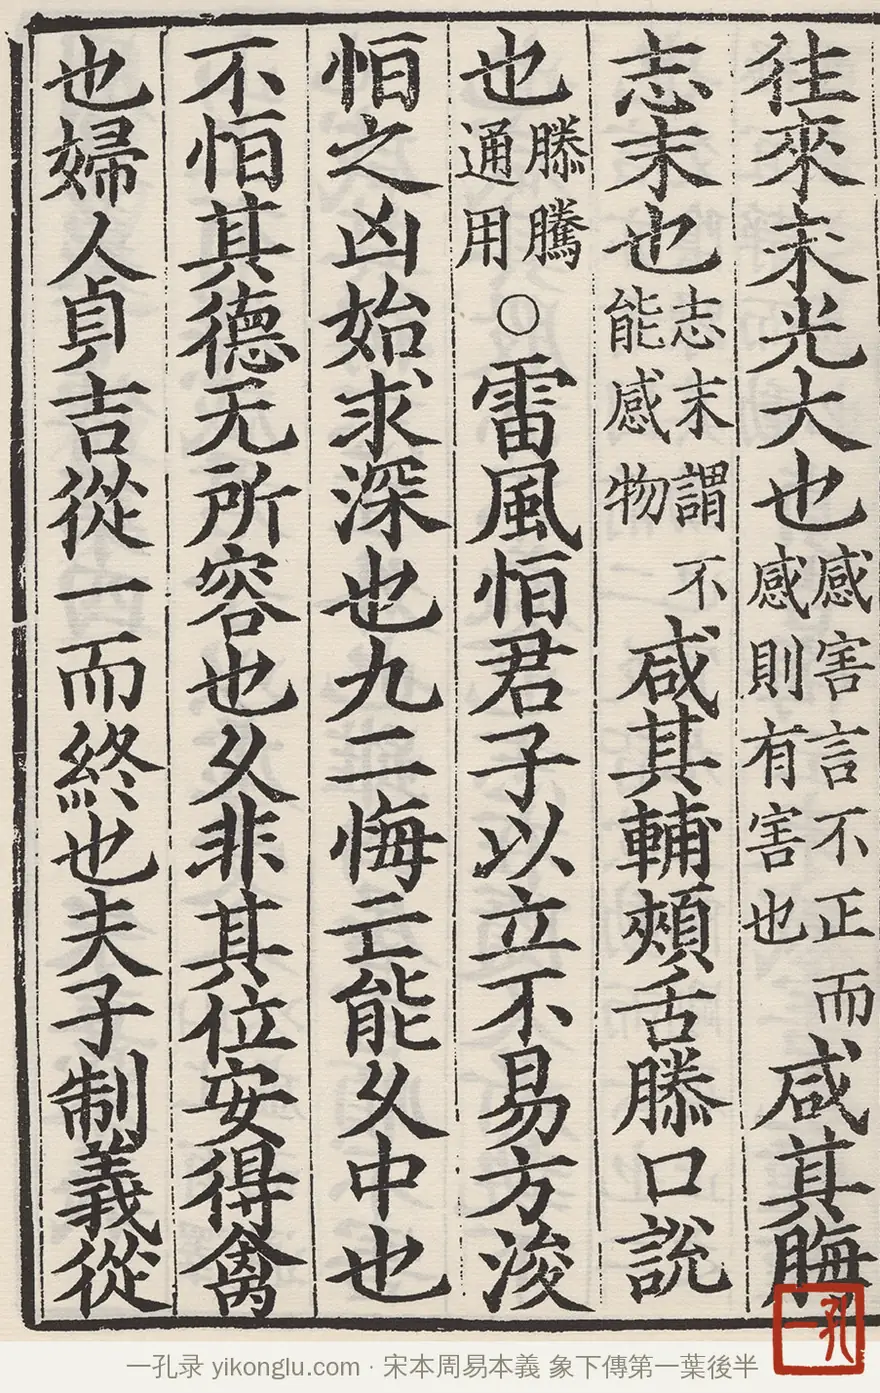 往來未光大也感害言不正而感則有害也咸其脢
志末也志末謂不能感物咸其輔頰舌滕口說
也滕騰通用○雷風恒君子以立不易方浚
恒之凶始求深也九二悔亡能久中也
不恒其德无所容也久非其位安得禽
也婦人貞吉從一而終也夫子制義從
一孔录 yikonglu.com · 宋本周易本義 象下傳第一葉後半
一孔